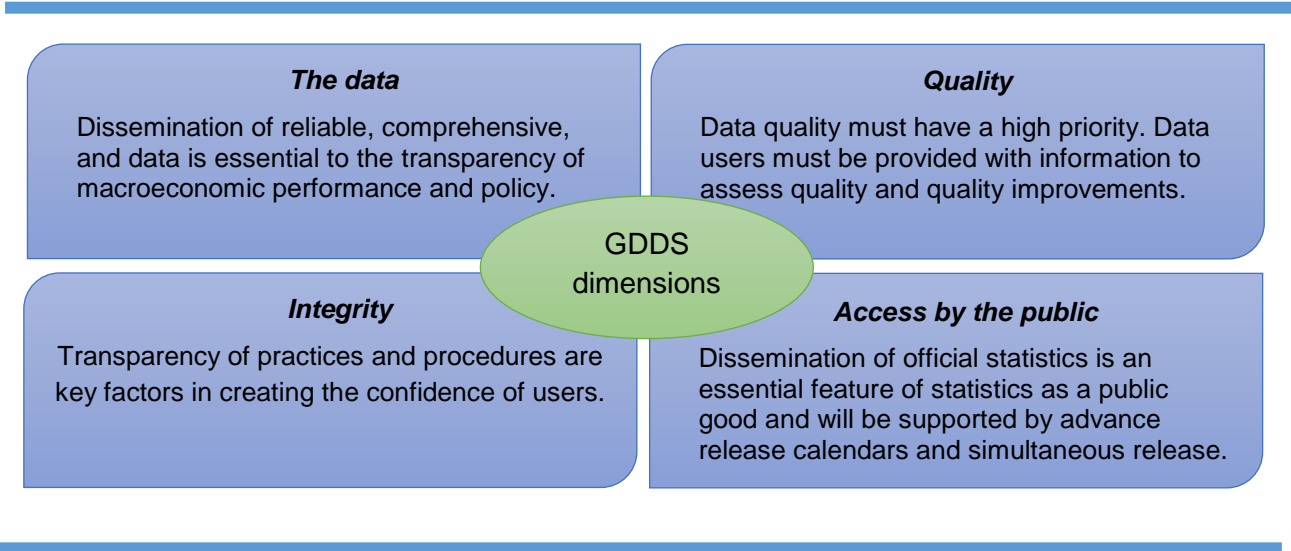 The data
Dissemination of reliable, comprehensive,
and data is essential to the transparency of
macroeconomic performance and policy.
Quality
Data quality must have a high priority. Data
users must be provided with information to
assess quality and quality improvements.
GDDS
dimensions
Integrity
Transparency of practices and procedures are
key factors in creating the confidence of users.
Access by the public
Dissemination of official statistics is an
essential feature of statistics as a public
good and will be supported by advance
release calendars and simultaneous release.